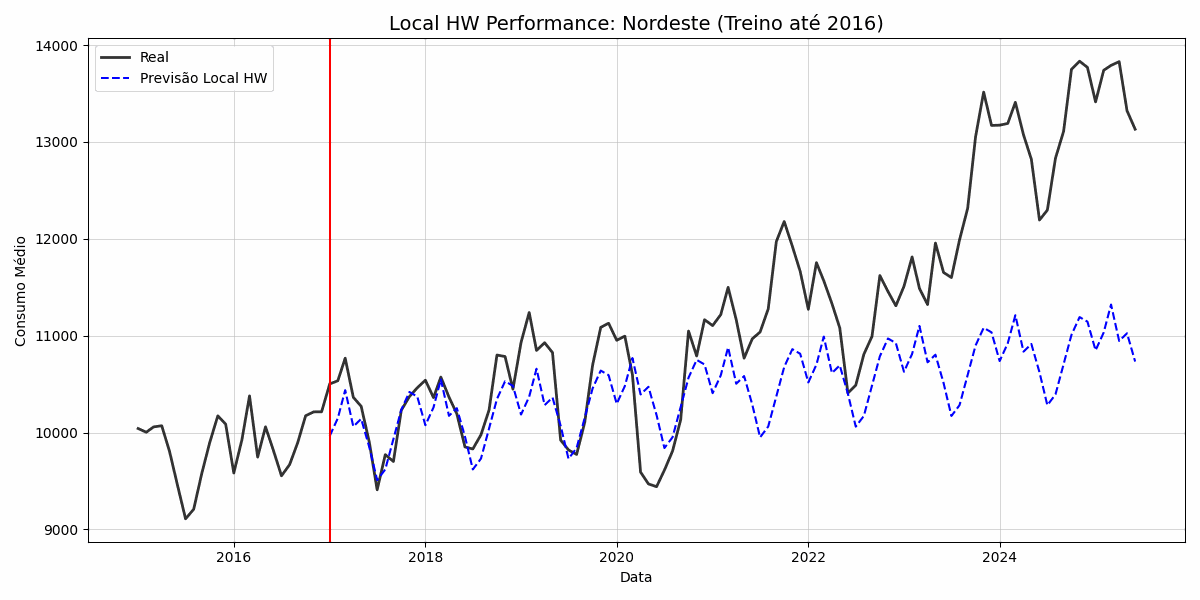 Local HW Performance: Nordeste (Treino até 2016)
Real
Previsão Local HW
Consumo Médio
14000
13000
12000
11000
10000
9000
2016
2018
2020
2022
2024
Data